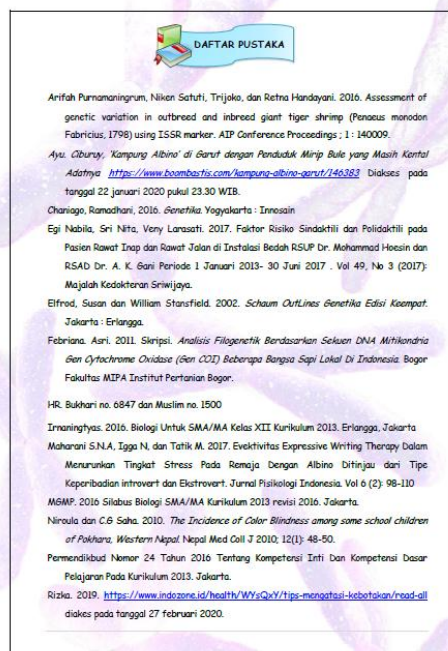 DAFTAR PUSTAKA
Arifah Purnamaningrum, Niken Satuti, Trijoko, dan Retna Handayani. 2016. Assessment of
genetic variation in outbreed and inbreed giant tiger shrimp (Penaeus monodon
Fabricius, 1798) using ISSR marker. AIP Conference Proceedings ; 1 : 140009.
Ayu. Ciburuy, 'Kampung Albino' di Garut dengan Penduduk Mirip Bule yang Masih Kental
Adatnya https://www.boombastis.com/kampung-albino-garut/146383 Diakses pada
tanggal 22 januari 2020 pukul 23.30 WIB.
Chaniago, Ramadhani, 2016. Genetika. Yogyakarta : Innosain
Egi Nabila, Sri Nita, Veny Larasati. 2017. Faktor Risiko Sindaktili dan Polidaktili pada
Pasien Rawat Inap dan Rawat Jalan di Instalasi Bedah RSUP Dr. Mohammad Hoesin dan
RSAD Dr. A. K. Gani Periode 1 Januari 2013- 30 Juni 2017 . Vol 49, No 3 (2017):
Majalah Kedokteran Sriwijaya.
Elfrod, Susan dan William Stansfield. 2002. Schaum OutLines Genetika Edisi Keempat.
Jakarta : Erlangga.
Febriana. Asri. 2011. Skripsi. Analisis Filogenetik Berdasarkan Sekuen DNA Mitikondria
Gen Cytochrome Oxidase (Gen COI) Beberapa Bangsa Sapi Lokal Di Indonesia. Bogor
Fakultas MIPA Institut Pertanian Bogor.
HR. Bukhari no. 6847 dan Muslim no. 1500
Irnaningtyas. 2016. Biologi Untuk SMA/MA Kelas XII Kurikulum 2013. Erlangga, Jakarta
Maharani S.N.A, Igga N, dan Tatik M. 2017. Evektivitas Expressive Writing Therapy Dalam
Menurunkan Tingkat Stress Pada Remaja Dengan Albino Ditinjau dari Tipe
Keperibadian introvert dan Ekstrovert. Jurnal Pisikologi Indonesia. Vol 6 (2): 98-110
MGMP. 2016 Silabus Biologi SMA/MA Kurikulum 2013 revisi 2016. Jakarta.
Niroula dan C.G Saha. 2010. The Incidence of Color Blindness among some school children
of Pokhara, Western Nepal. Nepal Med Coll J 2010; 12(1): 48-50.
Permendikbud Nomor 24 Tahun 2016 Tentang Kompetensi Inti Dan Kompetensi Dasar
Pelajaran Pada Kurikulum 2013. Jakarta.
Rizka. 2019. https://www.indozone.id/health/WYsQxY/tips-mengatasi-kebotakan/read-all
diakes pada tanggal 27 februari 2020.